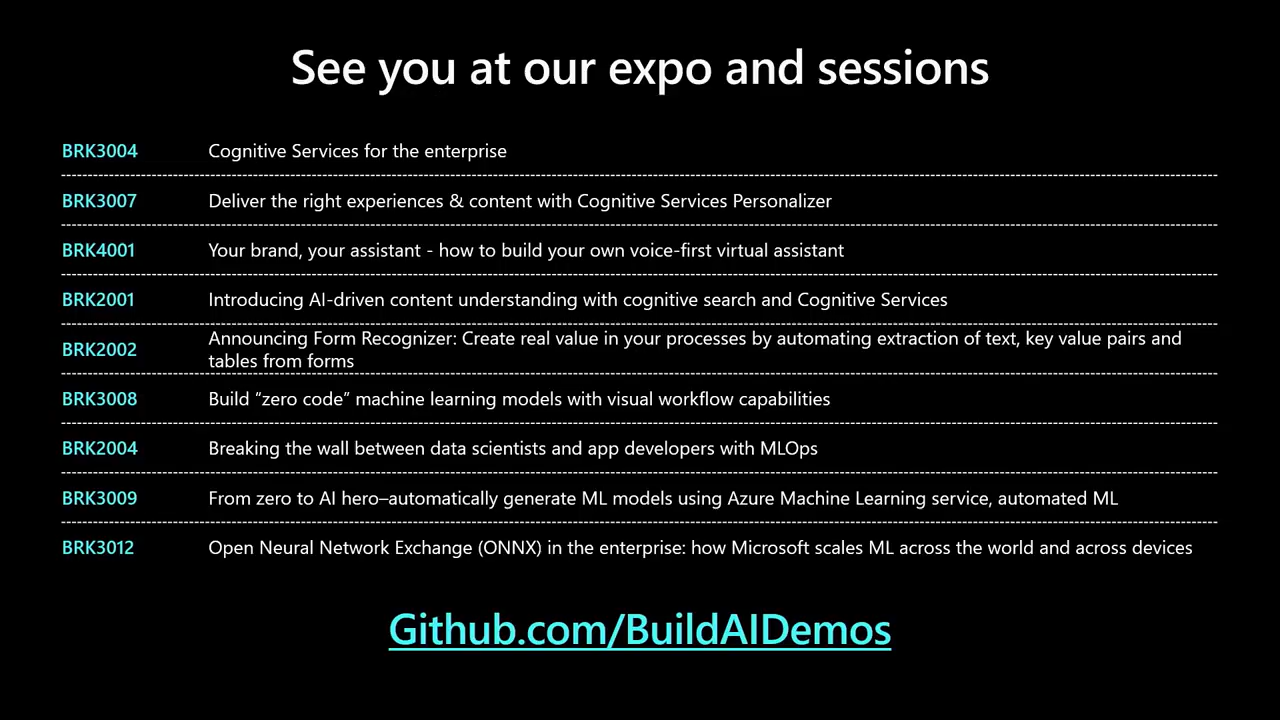 See you at our expo and sessions
BRK3004 Cognitive Services for the enterprise
BRK3007 Deliver the right experiences & content with Cognitive Services Personalizer
BRK4001 Your brand, your assistant - how to build your own voice-first virtual assistant
BRK2001 Introducing AI-driven content understanding with cognitive search and Cognitive Services
BRK2002 Announcing Form Recognizer: Create real value in your processes by automating extraction of text, key value pairs and
tables from forms
BRK3008 Build “zero code” machine learning models with visual workflow capabilities
BRK2004 Breaking the wall between data scientists and app developers with MLOps
BRK3009 From zero to AI hero–automatically generate ML models using Azure Machine Learning service, automated ML
BRK3012 Open Neural Network Exchange (ONNX) in the enterprise: how Microsoft scales ML across the world and across devices
Github.com/BuildAIDemos